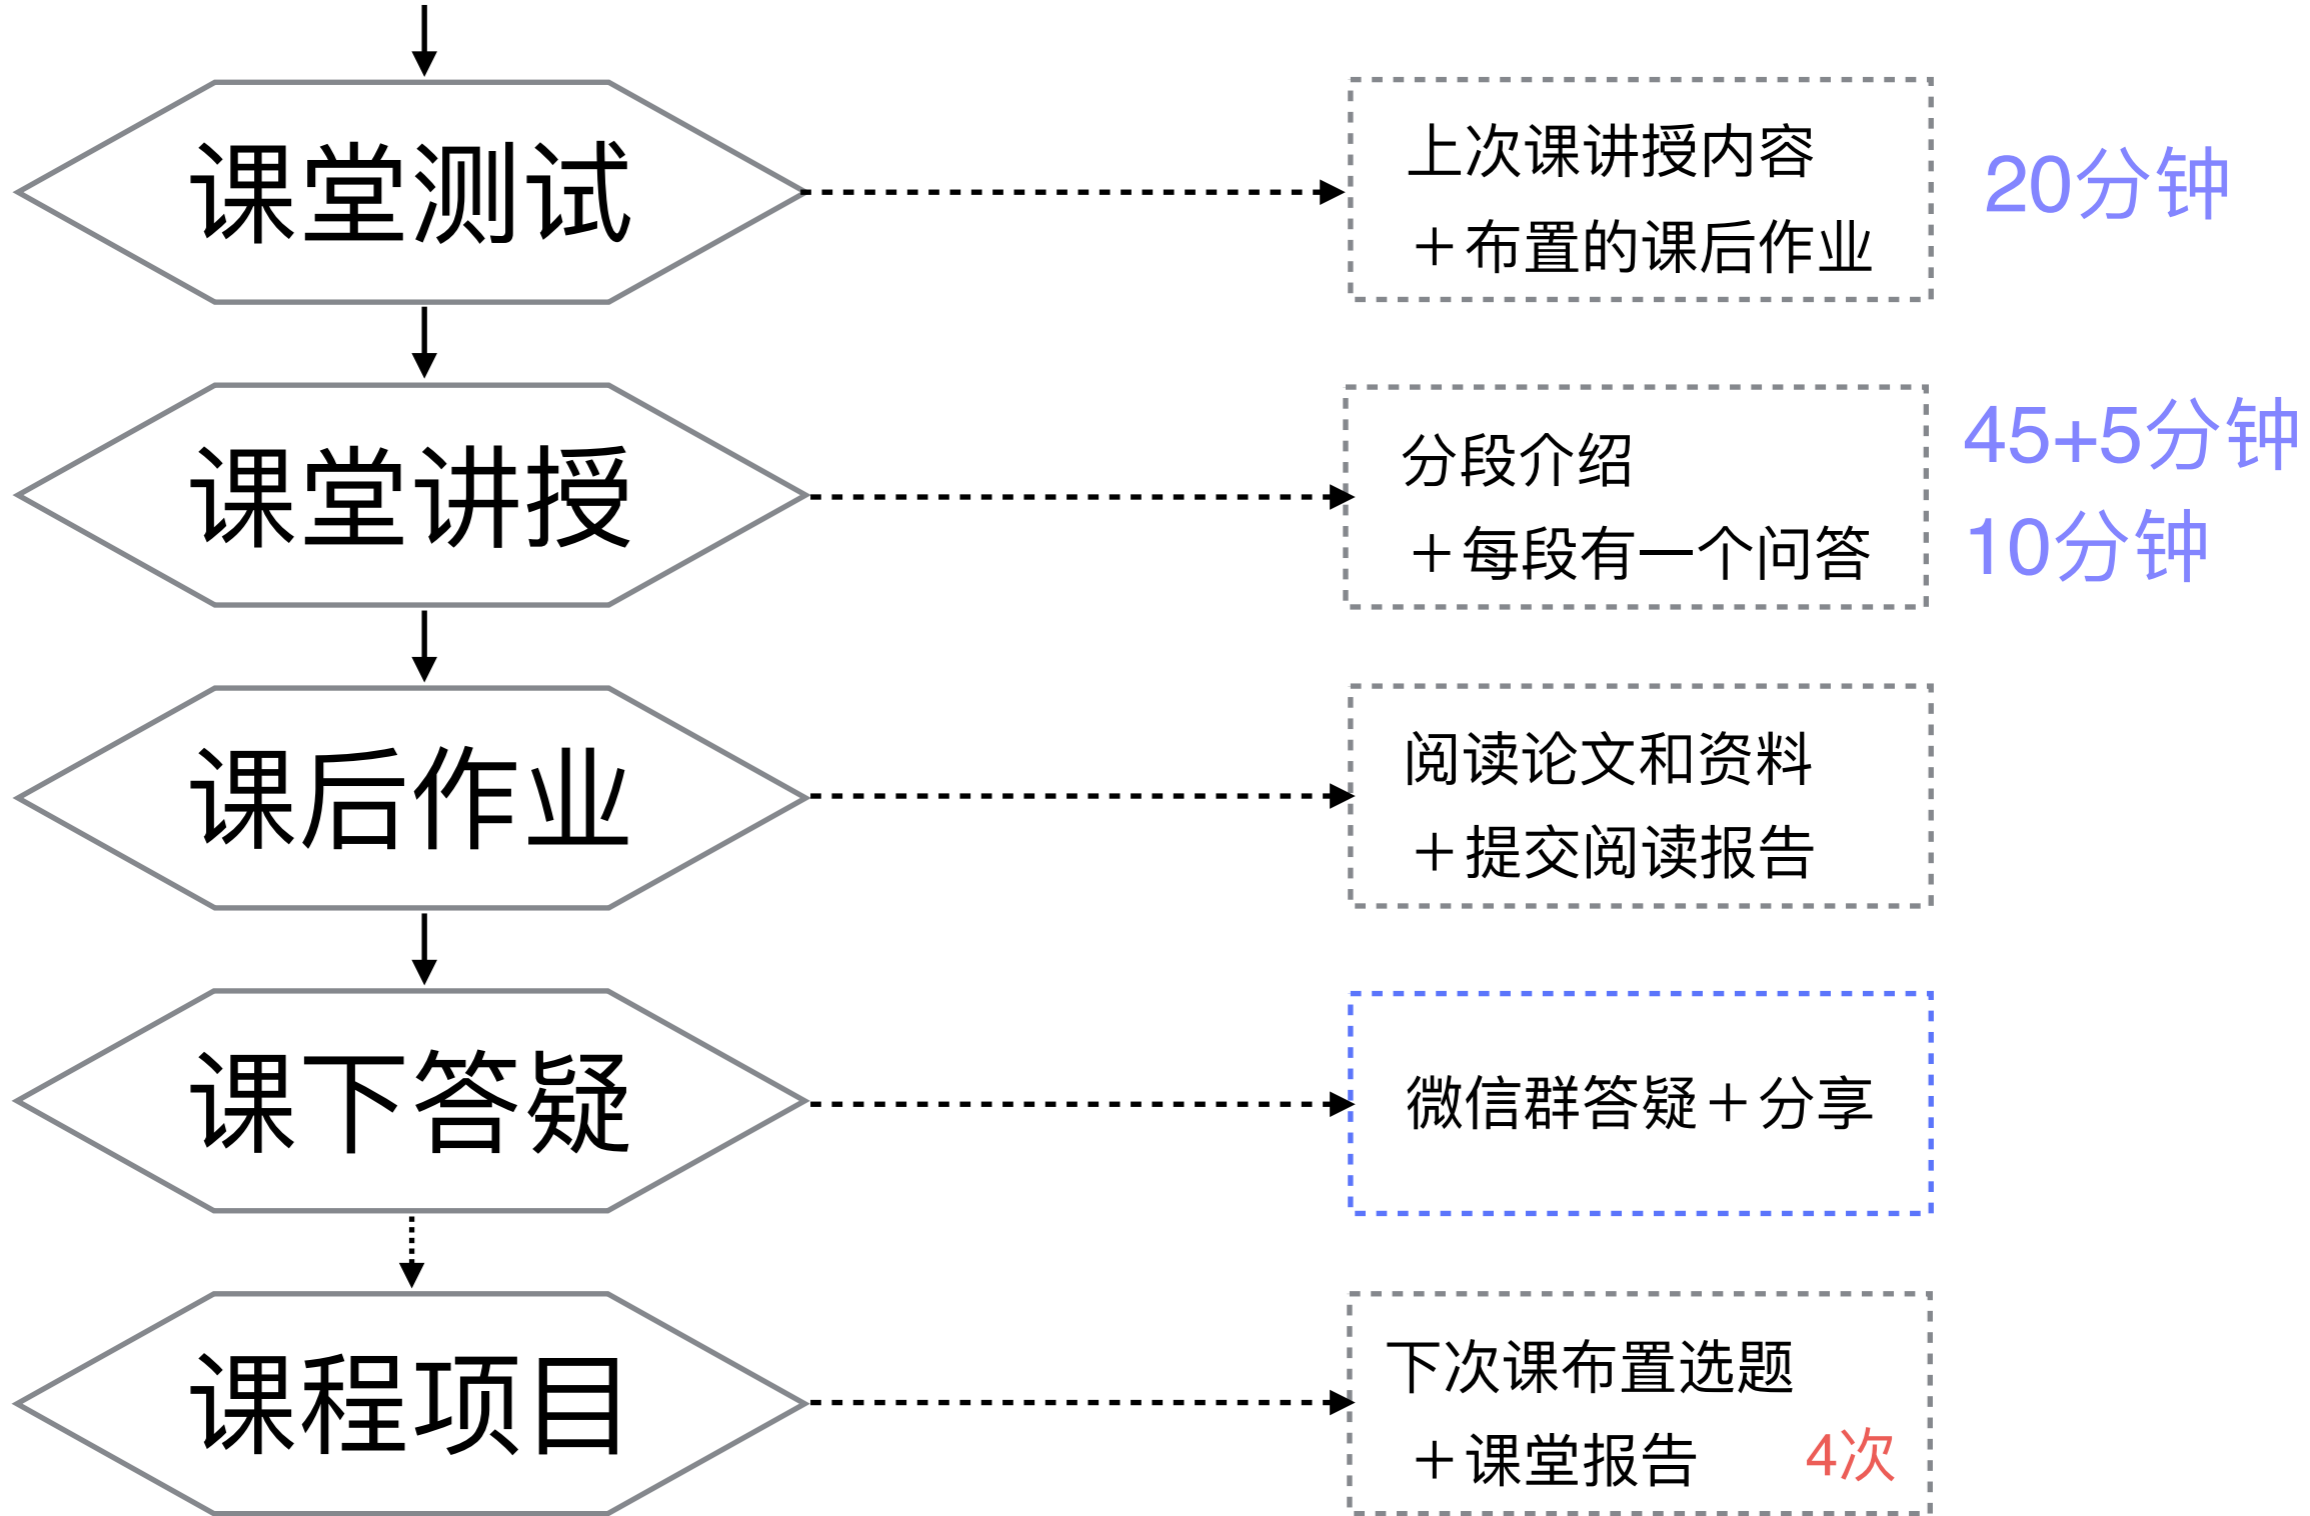 课堂测试
上次课讲授内容
＋布置的课后作业
20分钟
课堂讲授
分段介绍
＋每段有一个问答
45+5分钟
10分钟
课后作业
阅读论文和资料
＋提交阅读报告
课下答疑
微信群答疑＋分享
课程项目
下次课布置选题
＋课堂报告
4次